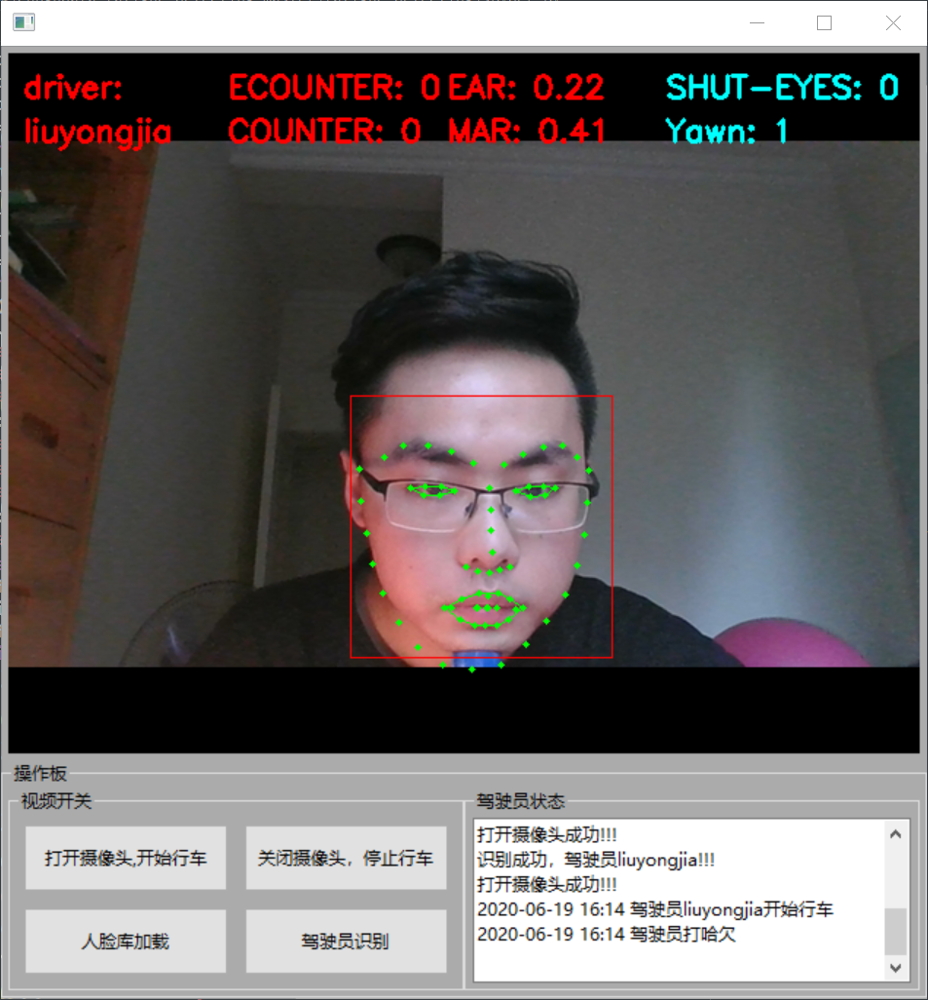 driver: ECOUNTER: 0 EAR: 0.22 SHUT-EYES: 0
liuyongjia COUNTER: 0 MAR: 0.41 Yawn: 1
操作板
视频开关
打开摄像头,开始行车 关闭摄像头，停止行车
人脸库加载 驾驶员识别
驾驶员状态
打开摄像头成功!!!
识别成功，驾驶员liuyongjia!!!
打开摄像头成功!!!
2020-06-19 16:14 驾驶员liuyongjia开始行车
2020-06-19 16:14 驾驶员打哈欠